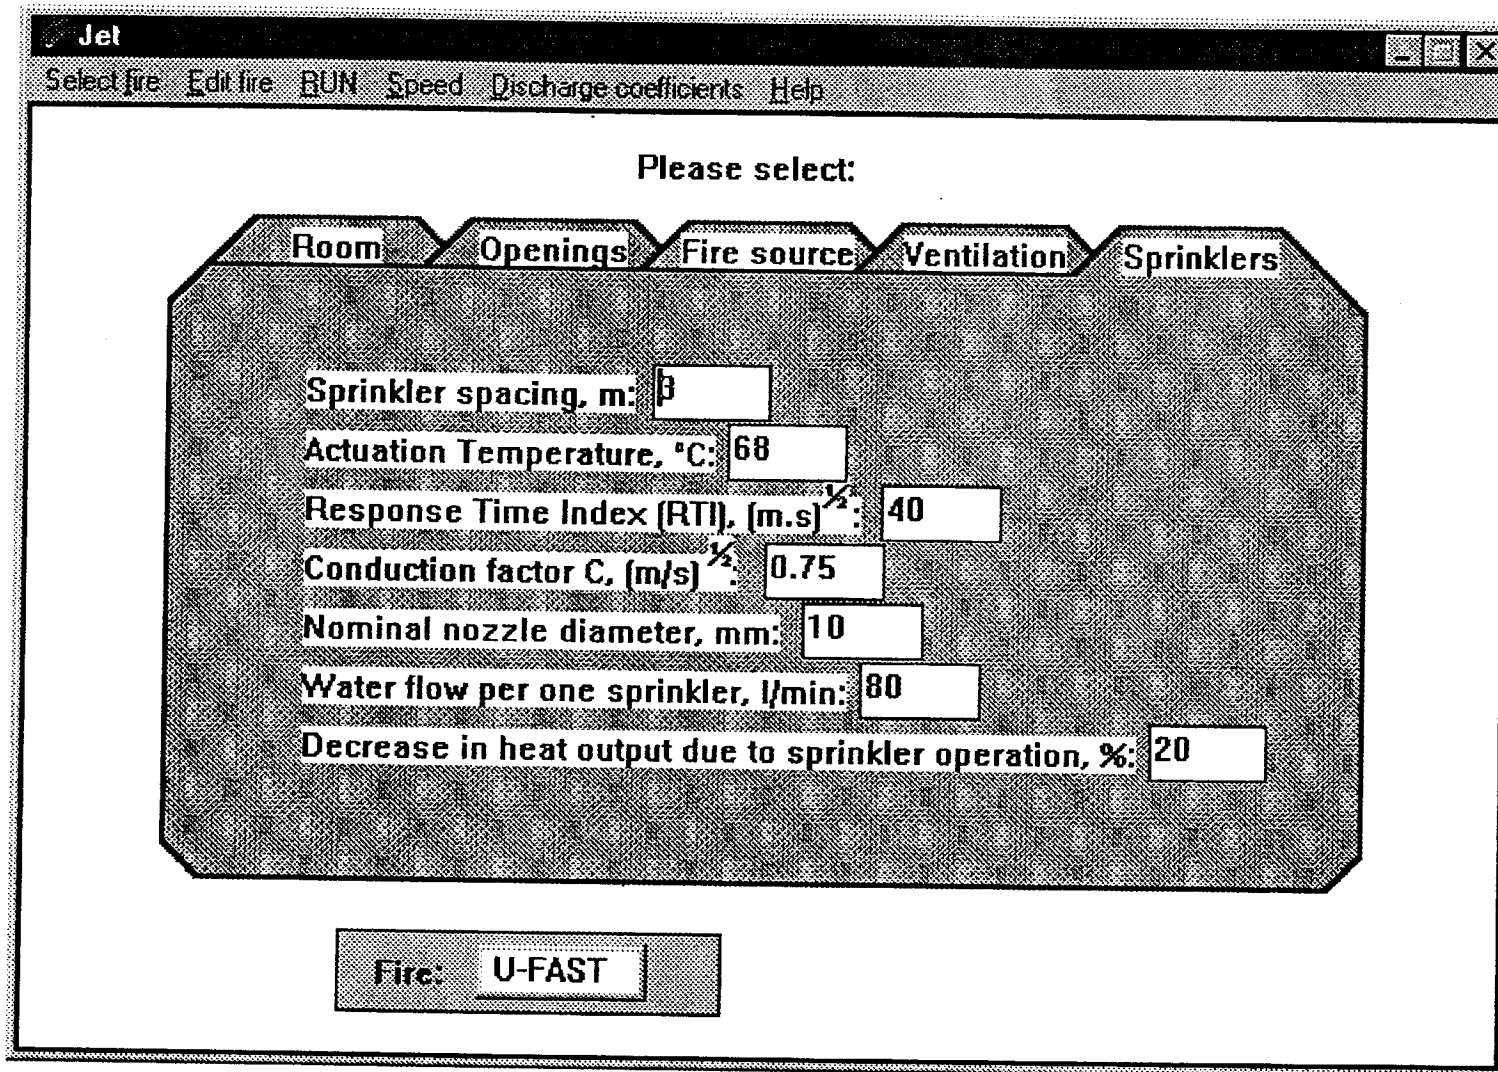 Jet
Select fire Edit fire RUN Speed Discharge coefficients Help
Please select:
Room Openings Fire source Ventilation Sprinklers
Sprinkler spacing, m: 3
Actuation Temperature, °C: 68
Response Time Index (RTI), (m.s)½: 40
Conduction factor C, (m/s)½: 0.75
Nominal nozzle diameter, mm: 10
Water flow per one sprinkler, l/min: 80
Decrease in heat output due to sprinkler operation, %: 20
Fire: U-FAST